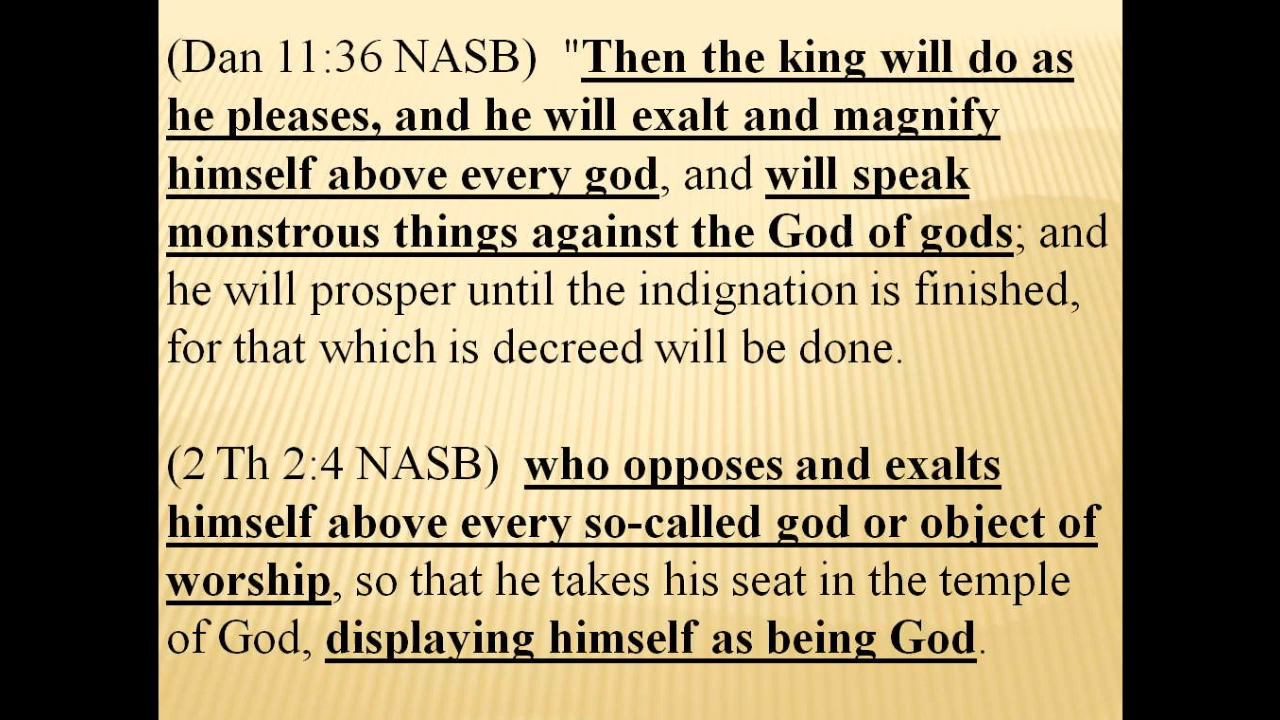 (Dan 11:36 NASB)  "Then the king will do as
he pleases, and he will exalt and magnify
himself above every god, and will speak
monstrous things against the God of gods; and
he will prosper until the indignation is finished,
for that which is decreed will be done.
(2 Th 2:4 NASB)  who opposes and exalts
himself above every so-called god or object of
worship, so that he takes his seat in the temple
of God, displaying himself as being God.